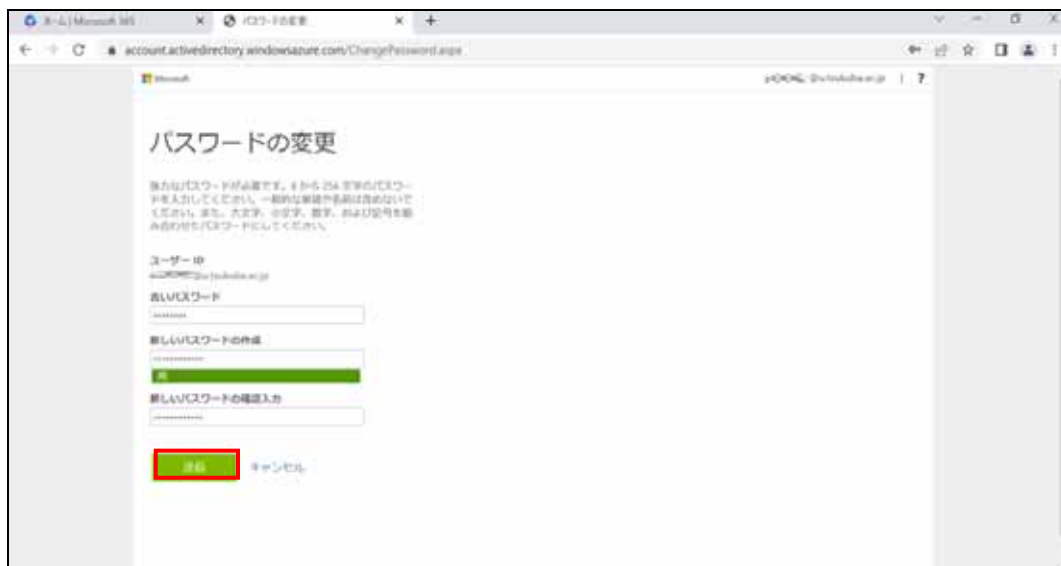 ホーム | Microsoft 365
パスワードの変更
account.activedirectory.windowsazure.com/ChangePassword.aspx
Microsoft
?
パスワードの変更
強力なパスワードが必要です。8 から 256 文字のパスワー
ドを入力してください。一般的な単語や名前は含めないで
ください。また、大文字、小文字、数字、および記号を組
み合わせたパスワードにしてください。
ユーザー ID
古いパスワード
新しいパスワードの作成
新しいパスワードの確認入力
送信 キャンセル